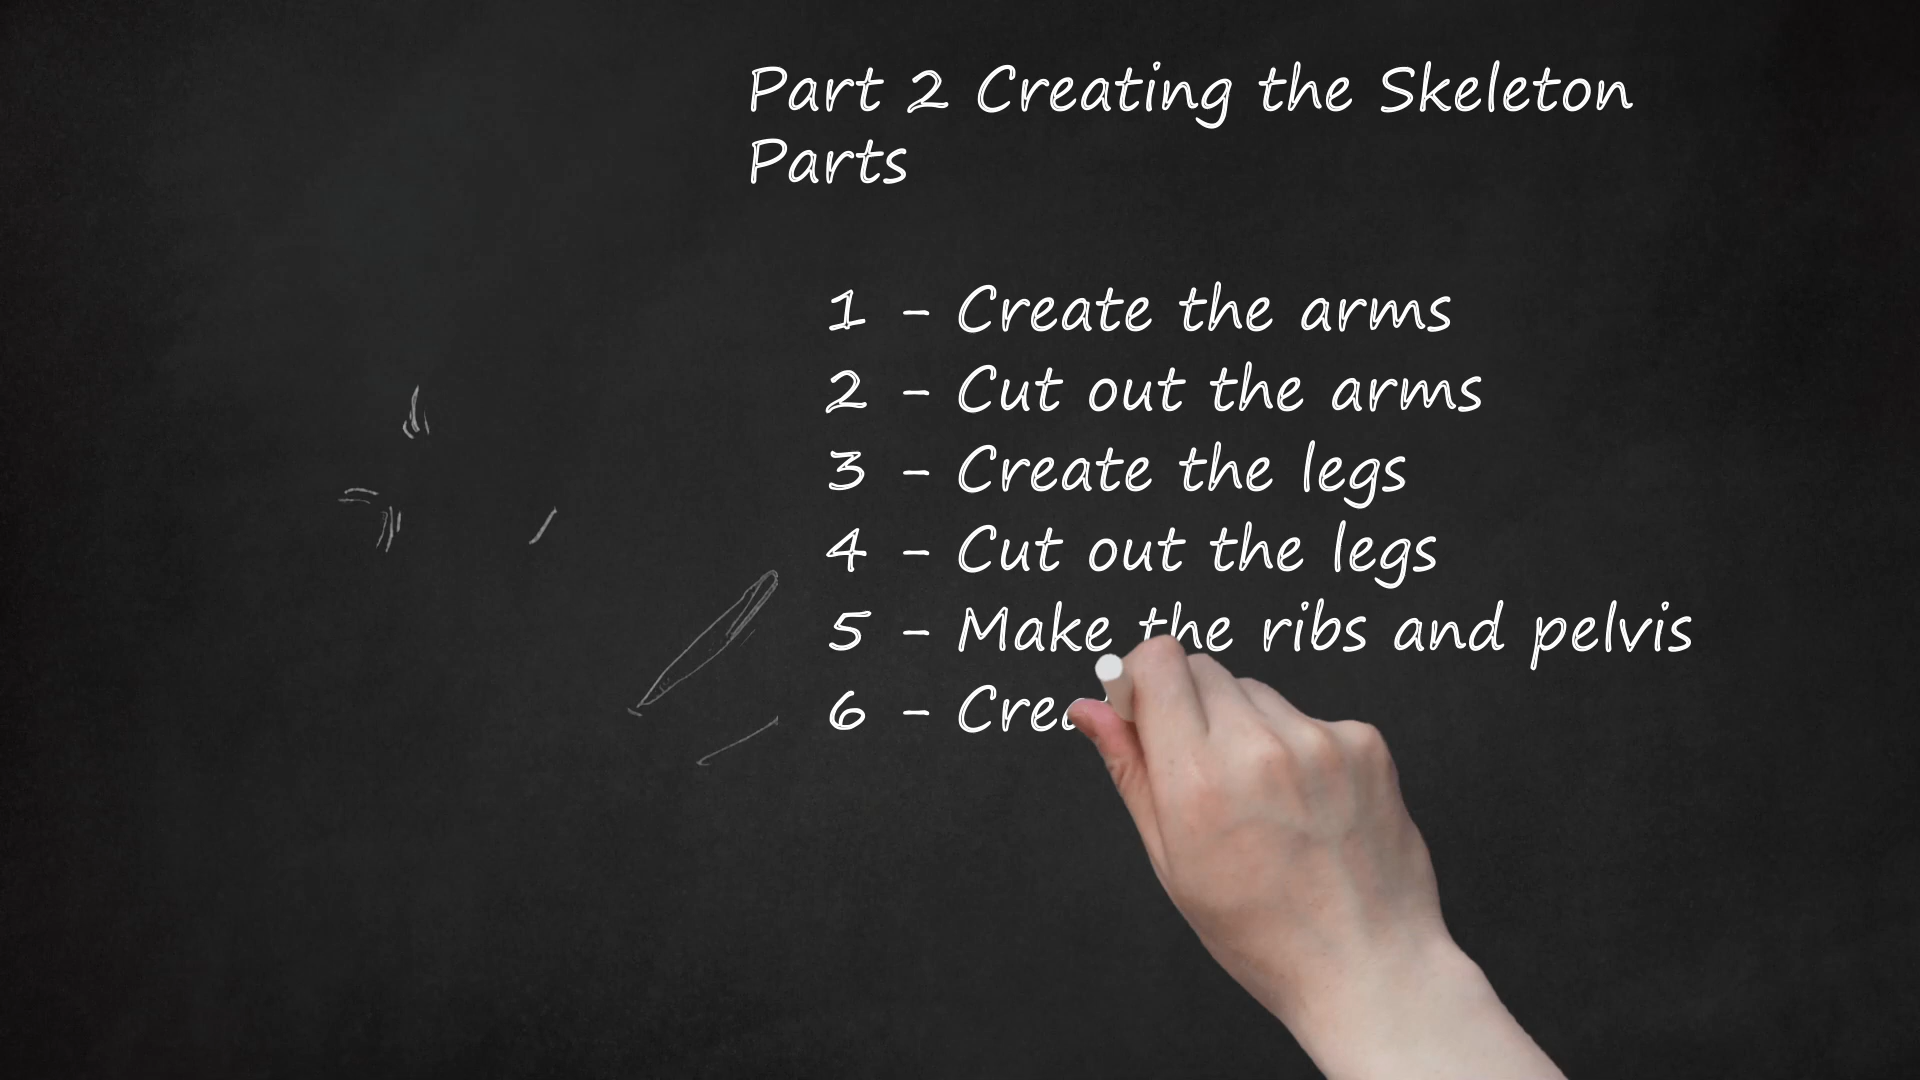 Part 2 Creating the Skeleton
Parts
1 - Create the arms
2 - Cut out the arms
3 - Create the legs
4 - Cut out the legs
5 - Make the ribs and pelvis
6 -